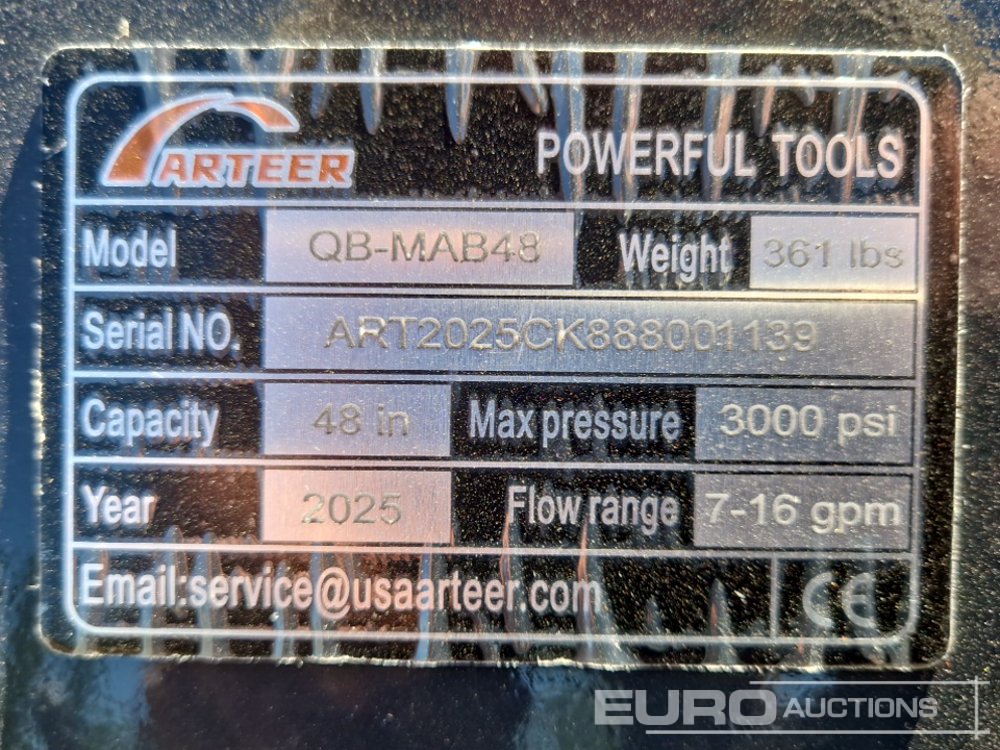 ARTEER
POWERFUL TOOLS
Model QB-MAB48 Weight 361 lbs
Serial NO. ART2025CK888001139
Capacity 48 in Max pressure 3000 psi
Year 2025 Flow range 7-16 gpm
Email:service@usaarteer.com CE
EURO AUCTIONS